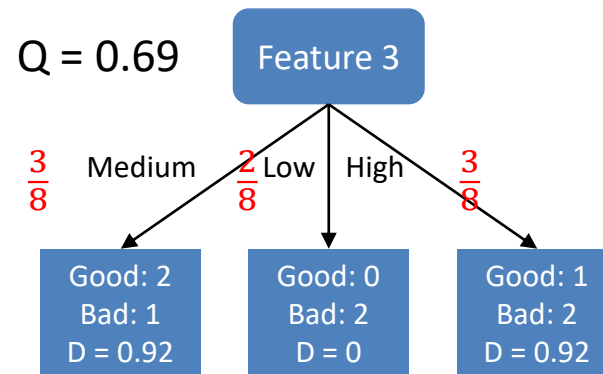 Q = 0.69
Feature 3
3/8
Medium
2/8
Low
High
3/8
Good: 2
Bad: 1
D = 0.92
Good: 0
Bad: 2
D = 0
Good: 1
Bad: 2
D = 0.92